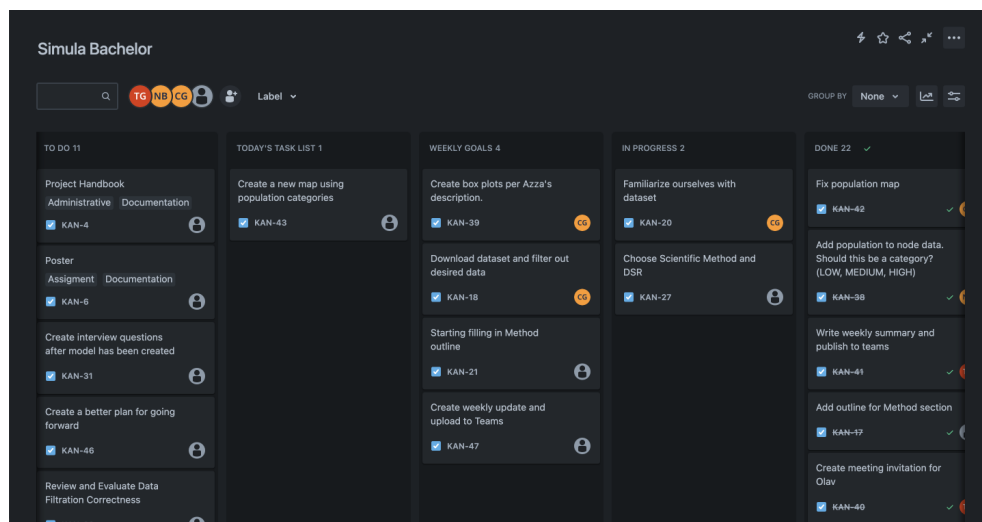 Simula Bachelor
TG NB CG
Label
GROUP BY None
TO DO 11
Project Handbook
Administrative Documentation
KAN-4
Poster
Assigment Documentation
KAN-6
Create interview questions
after model has been created
KAN-31
Create a better plan for going
forward
KAN-46
Review and Evaluate Data
Filtration Correctness
TODAY'S TASK LIST 1
Create a new map using
population categories
KAN-43
WEEKLY GOALS 4
Create box plots per Azza's
description.
KAN-39
CG
Download dataset and filter out
desired data
KAN-18
CG
Starting filling in Method
outline
KAN-21
Create weekly update and
upload to Teams
KAN-47
IN PROGRESS 2
Familiarize ourselves with
dataset
KAN-20
CG
Choose Scientific Method and
DSR
KAN-27
DONE 22
Fix population map
KAN-42
Add population to node data.
Should this be a category?
(LOW, MEDIUM, HIGH)
KAN-38
Write weekly summary and
publish to teams
KAN-41
Add outline for Method section
KAN-17
Create meeting invitation for
Olav
KAN-40